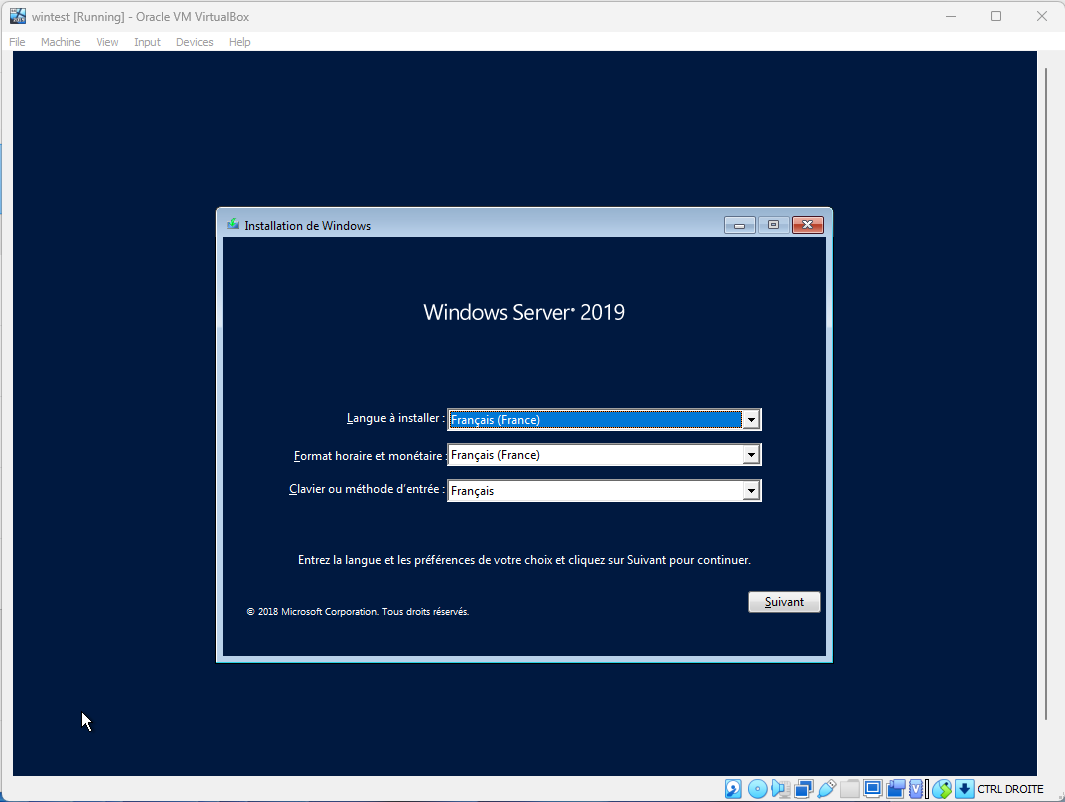 wintest [Running] - Oracle VM VirtualBox
File Machine View Input Devices Help
Installation de Windows
Windows Server® 2019
Langue à installer : Français (France)
Format horaire et monétaire : Français (France)
Clavier ou méthode d'entrée : Français
Entrez la langue et les préférences de votre choix et cliquez sur Suivant pour continuer.
Suivant
© 2018 Microsoft Corporation. Tous droits réservés.
CTRL DROITE